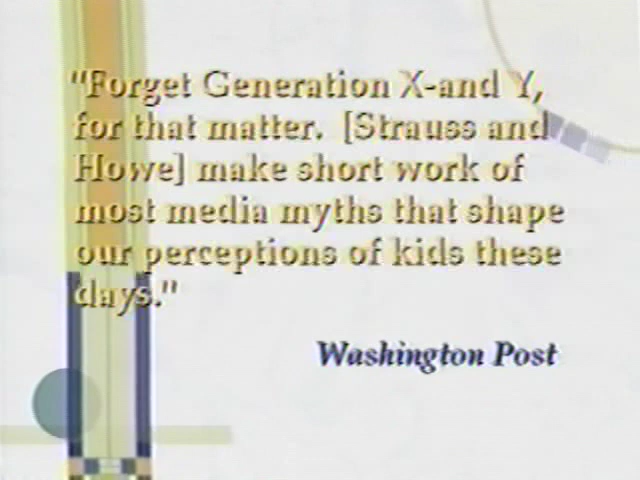 "Forget Generation X-and Y,
for that matter. [Strauss and
Howe] make short work of
most media myths that shape
our perceptions of kids these
days."
Washington Post